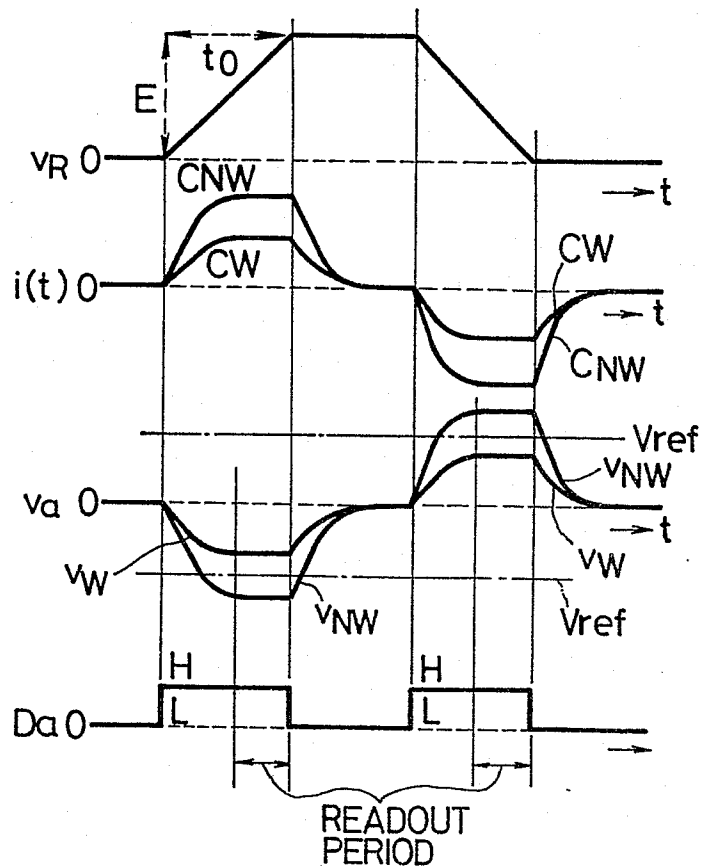 t0
E
vR 0
t
CNW
CW
i(t) 0
CW
t
CNW
Vref
vNW
va 0
t
vW
vW
vNW
Vref
H
H
L
L
Da 0
READOUT
PERIOD